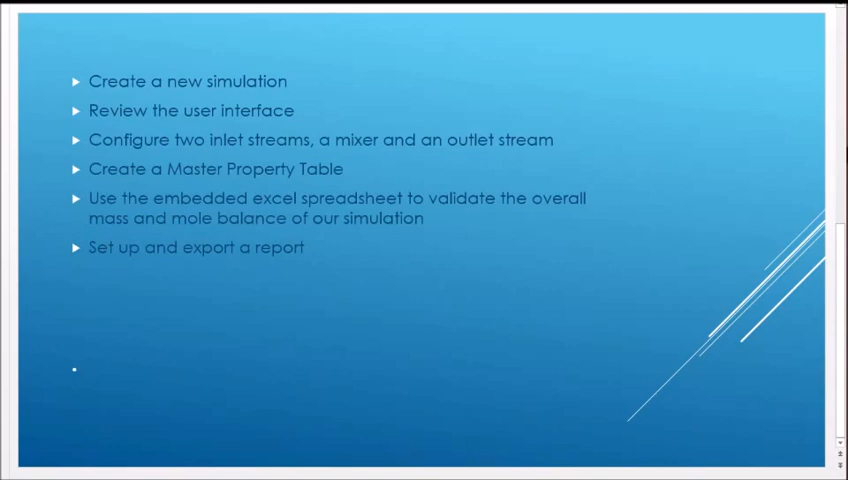 Create a new simulation
Review the user interface
Configure two inlet streams, a mixer and an outlet stream
Create a Master Property Table
Use the embedded excel spreadsheet to validate the overall
mass and mole balance of our simulation
Set up and export a report